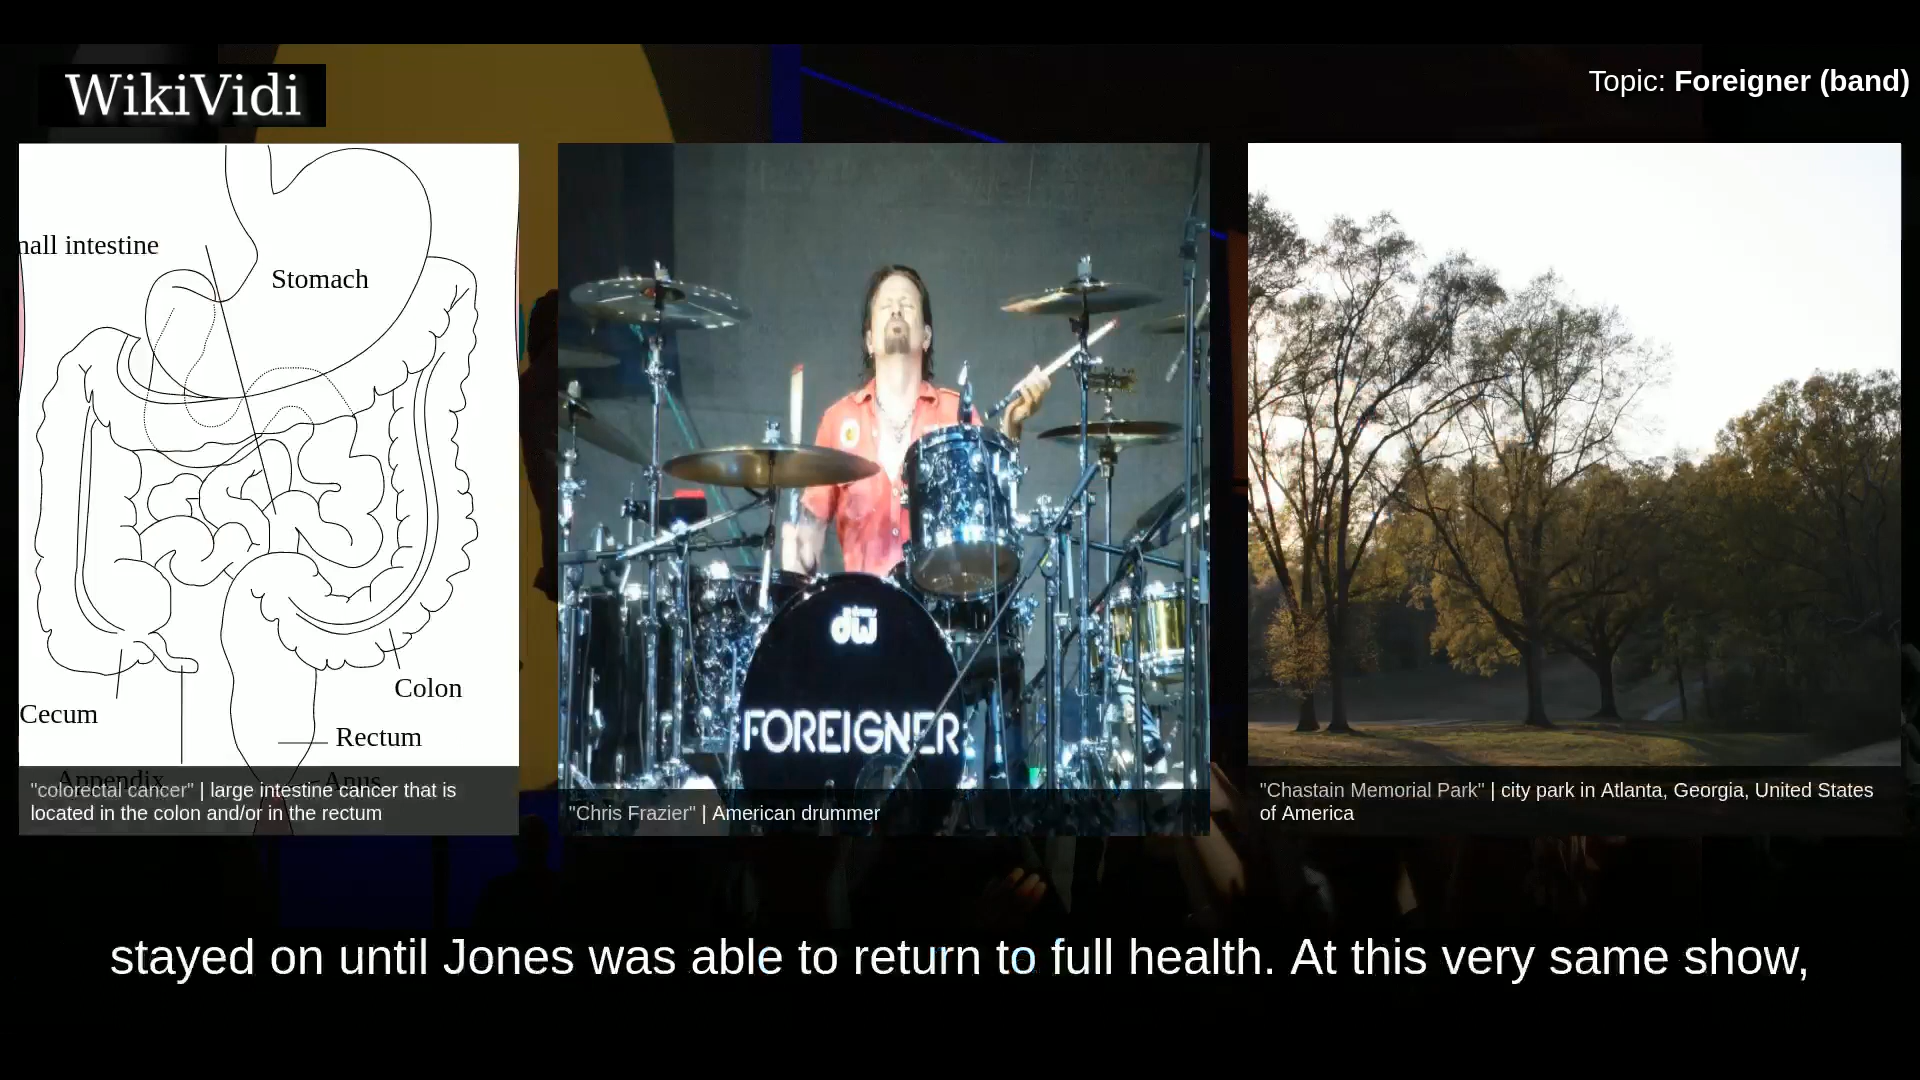 WikiVidi
Topic: Foreigner (band)
mall intestine
Stomach
Colon
Cecum
Rectum
Appendix
Anus
"colorectal cancer" | large intestine cancer that is
located in the colon and/or in the rectum
dw
FOREIGNER
"Chris Frazier" | American drummer
"Chastain Memorial Park" | city park in Atlanta, Georgia, United States
of America
stayed on until Jones was able to return to full health. At this very same show,